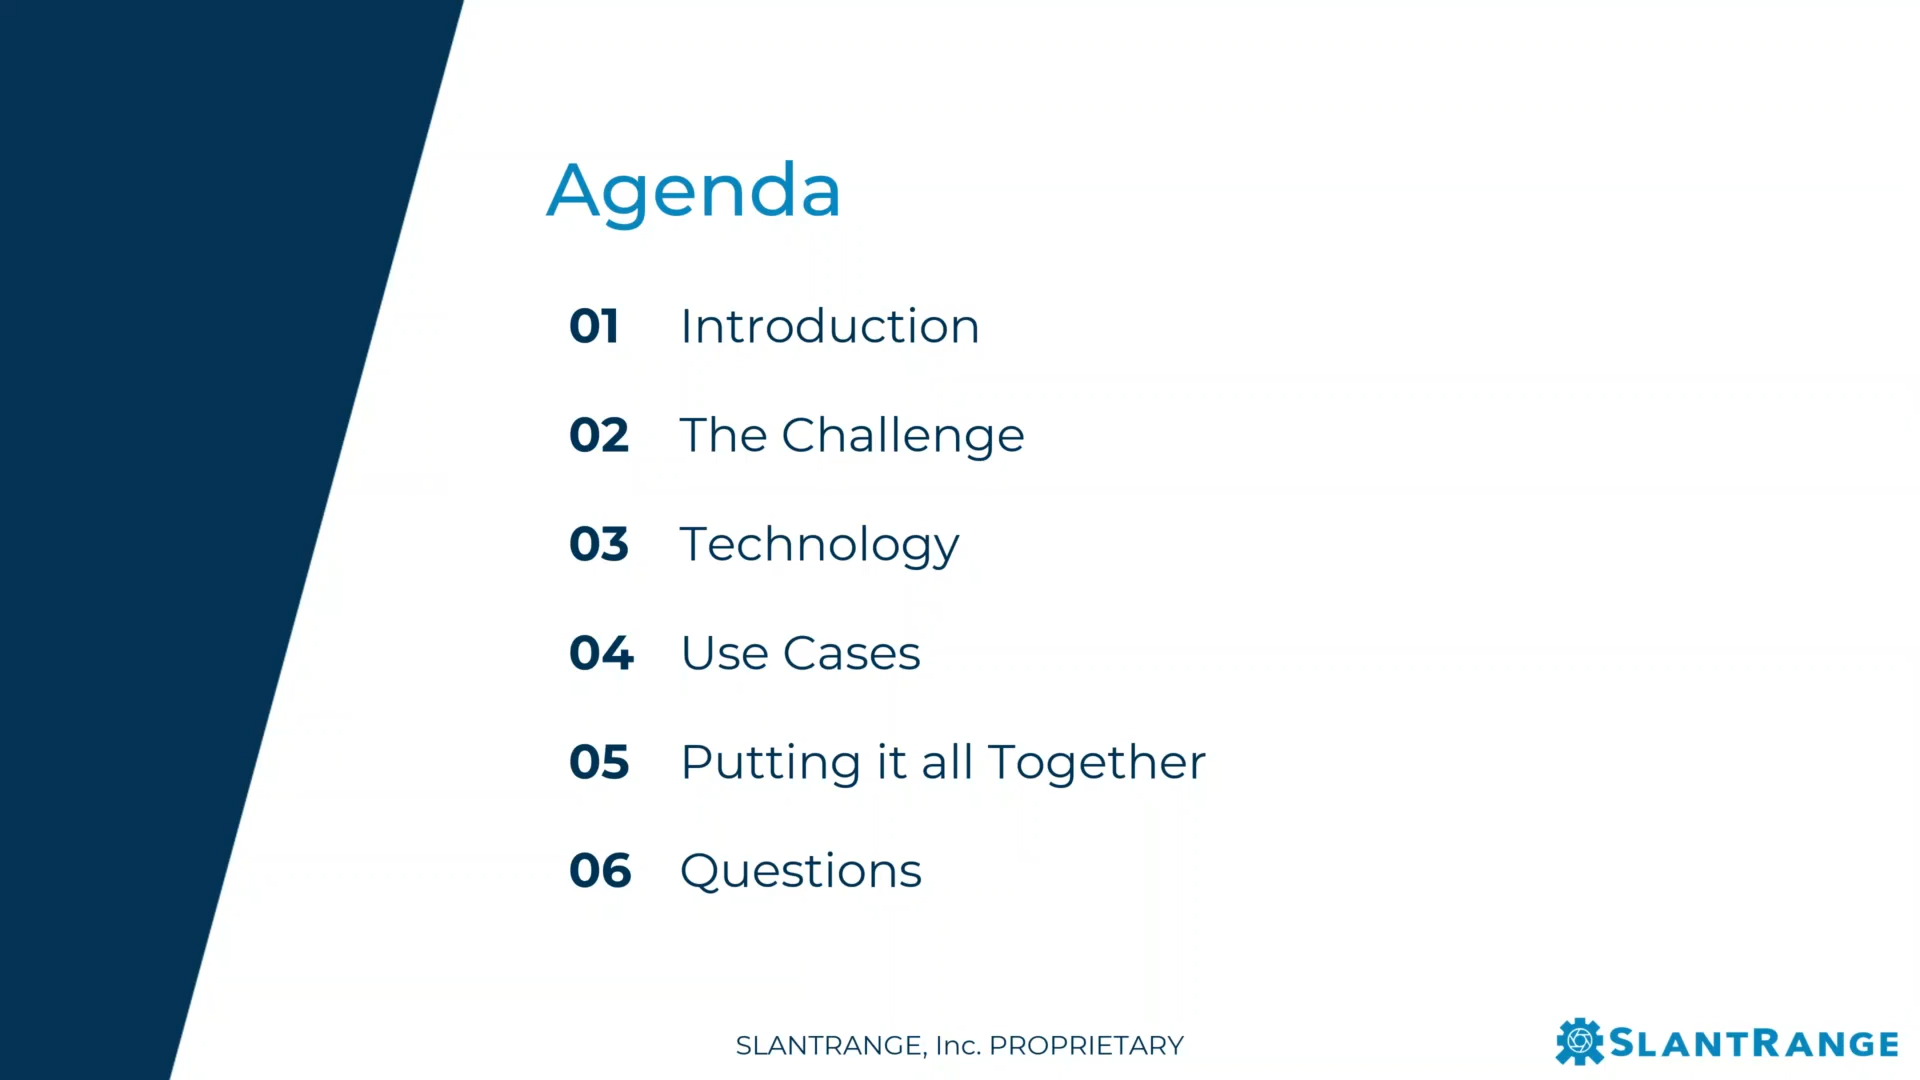 Agenda
01 Introduction
02 The Challenge
03 Technology
04 Use Cases
05 Putting it all Together
06 Questions
SLANTRANGE, Inc. PROPRIETARY
SLANTRANGE